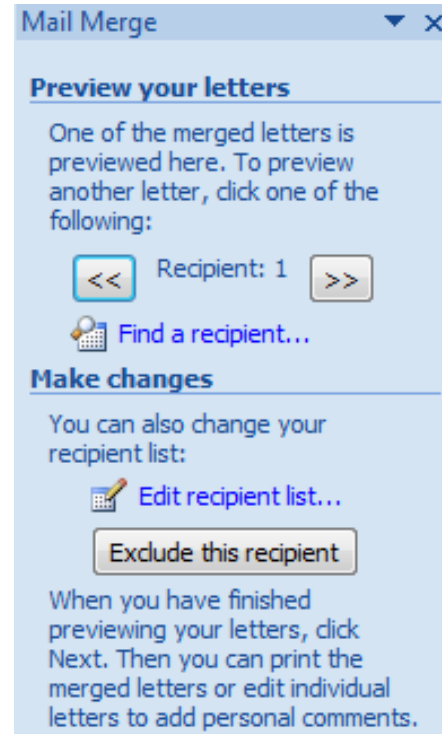 Mail Merge
Preview your letters
One of the merged letters is
previewed here. To preview
another letter, click one of the
following:
<< Recipient: 1 >>
Find a recipient...
Make changes
You can also change your
recipient list:
Edit recipient list...
Exclude this recipient
When you have finished
previewing your letters, click
Next. Then you can print the
merged letters or edit individual
letters to add personal comments.